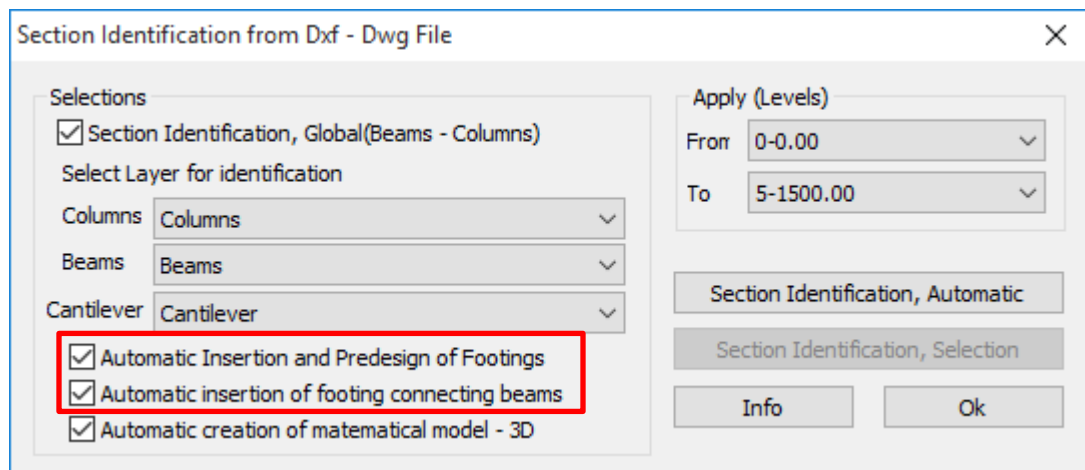 Section Identification from Dxf - Dwg File
Selections
Section Identification, Global(Beams - Columns)
Select Layer for identification
Columns Columns
Beams Beams
Cantilever Cantilever
Automatic Insertion and Predesign of Footings
Automatic insertion of footing connecting beams
Automatic creation of matematical model - 3D
Apply (Levels)
From 0-0.00
To 5-1500.00
Section Identification, Automatic
Section Identification, Selection
Info Ok